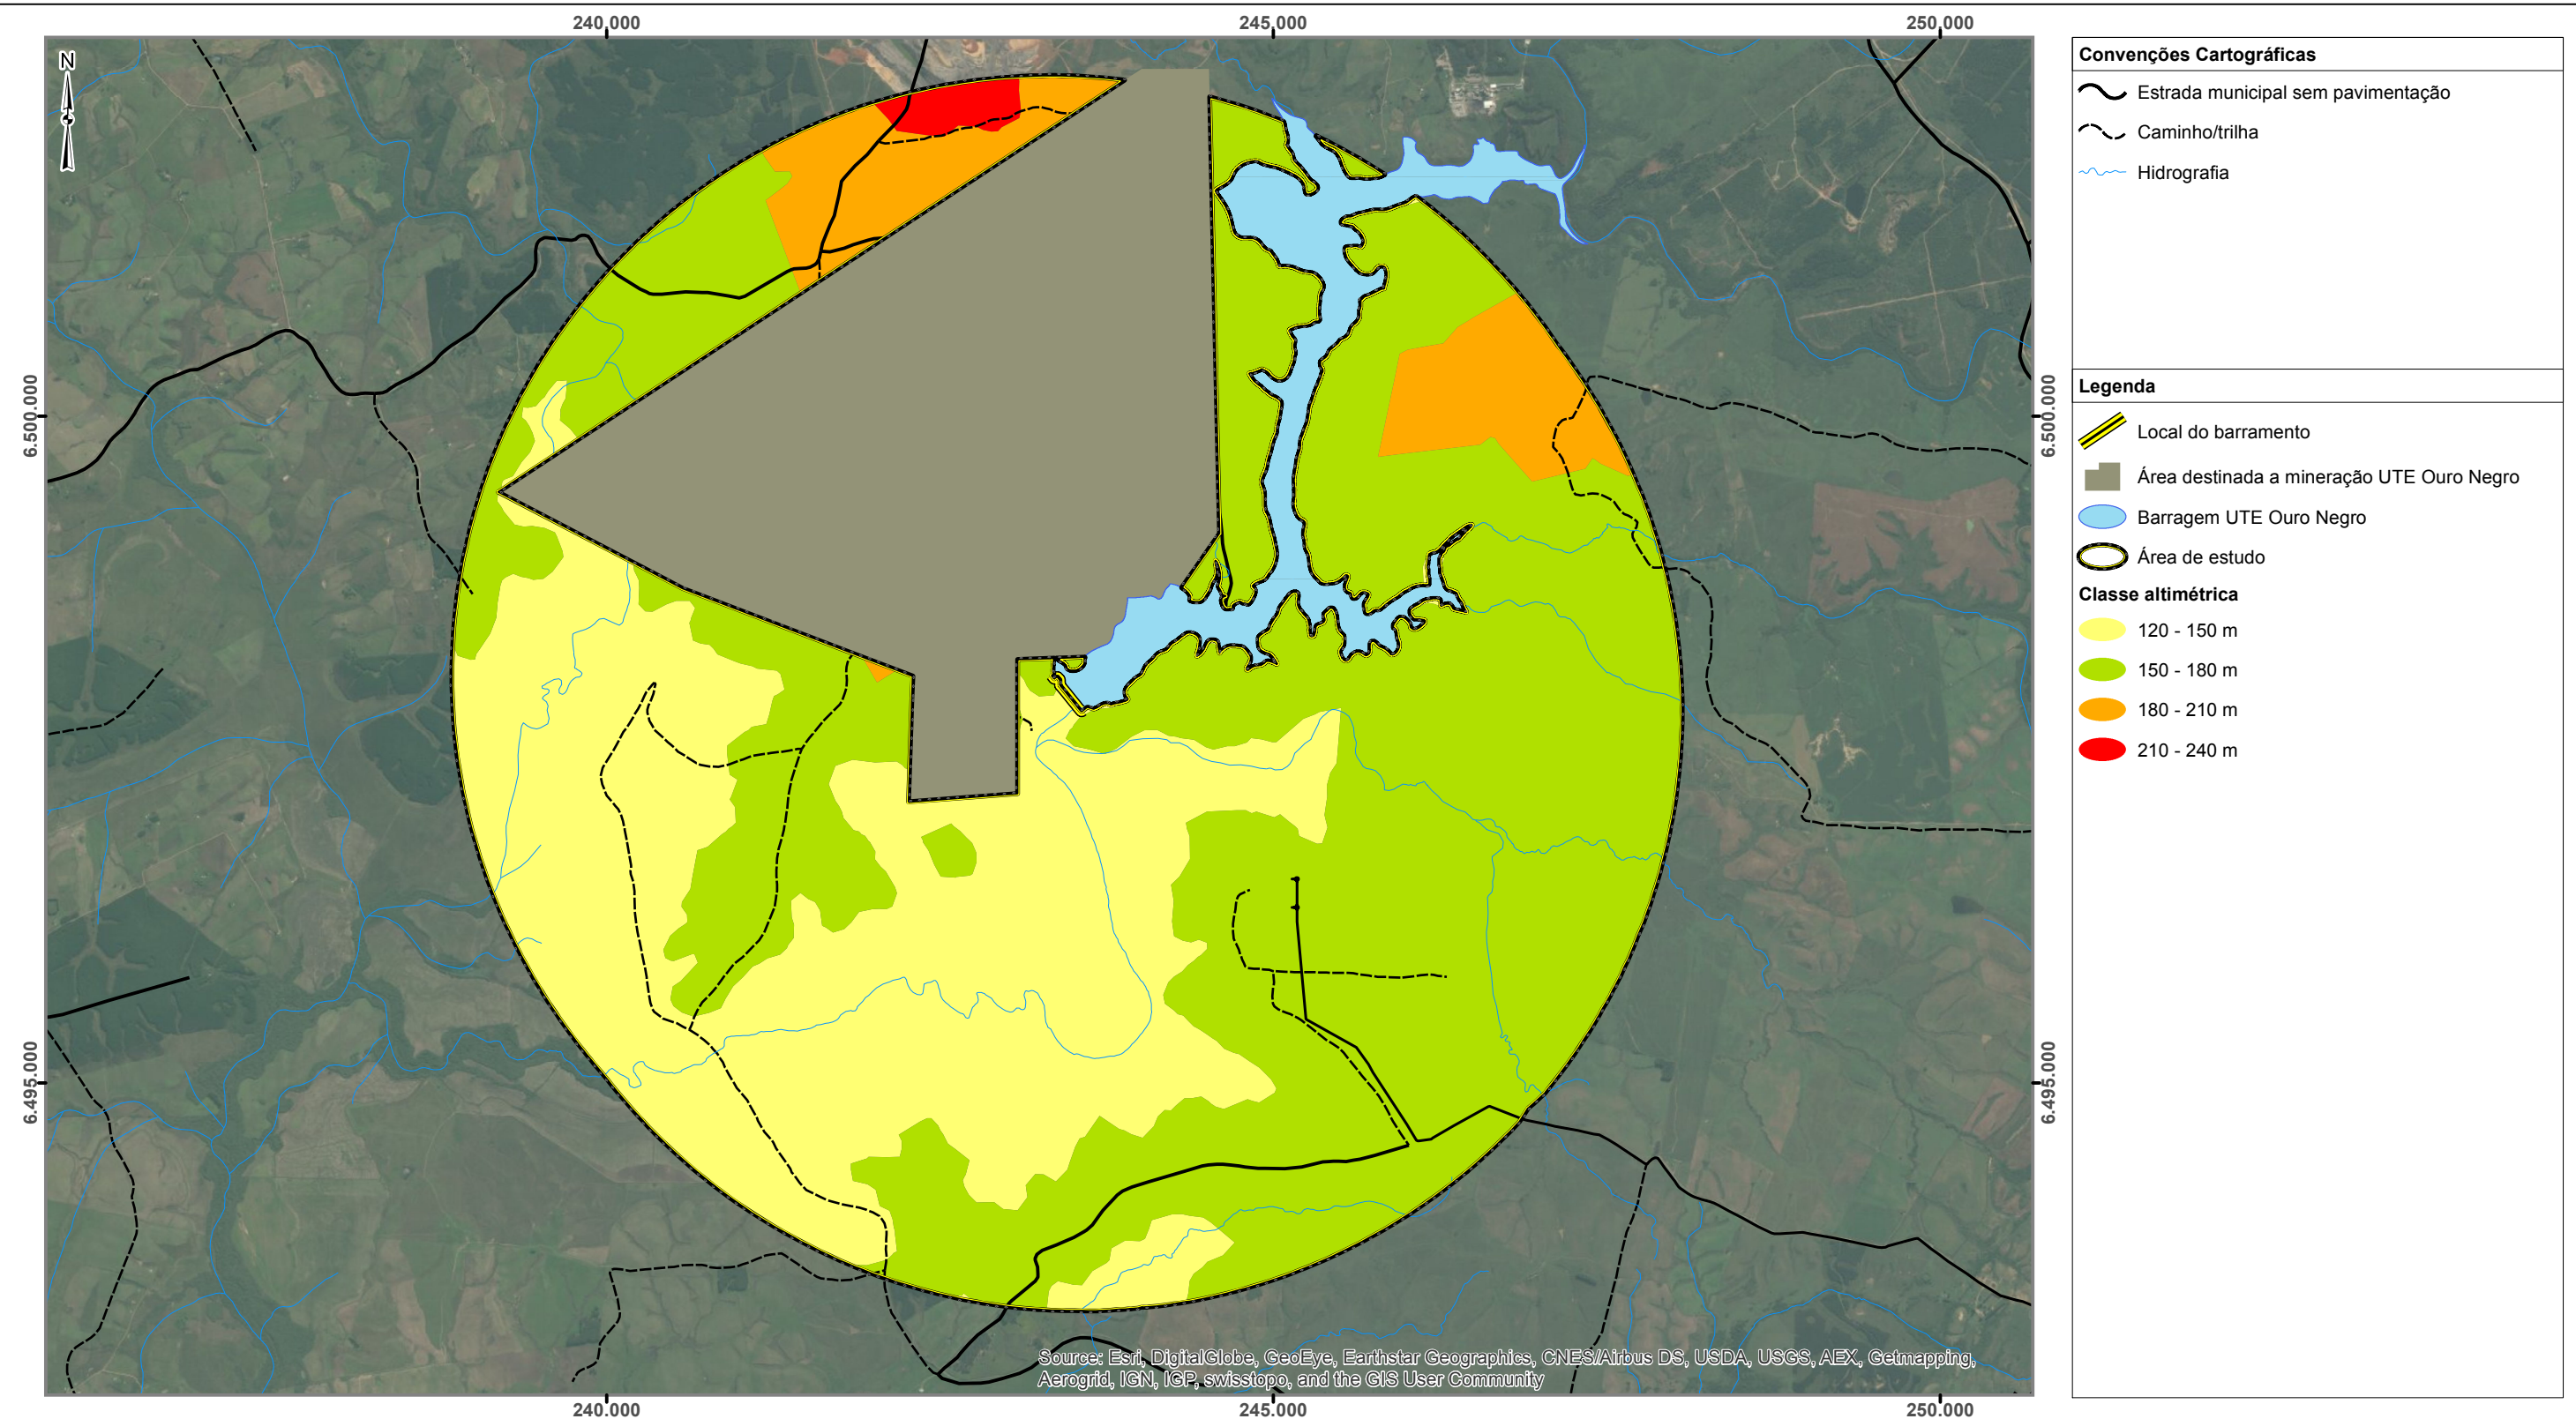 240.000 245.000 250.000
N
6.500.000 6.500.000
6.495.000 6.495.000
Source: Esri, DigitalGlobe, GeoEye, Earthstar Geographics, CNES/Airbus DS, USDA, USGS, AEX, Getmapping,
Aerogrid, IGN, IGP, swisstopo, and the GIS User Community
240.000 245.000 250.000
Convenções Cartográficas
Estrada municipal sem pavimentação
Caminho/trilha
Hidrografia
Legenda
Local do barramento
Área destinada a mineração UTE Ouro Negro
Barragem UTE Ouro Negro
Área de estudo
Classe altimétrica
120 - 150 m
150 - 180 m
180 - 210 m
210 - 240 m